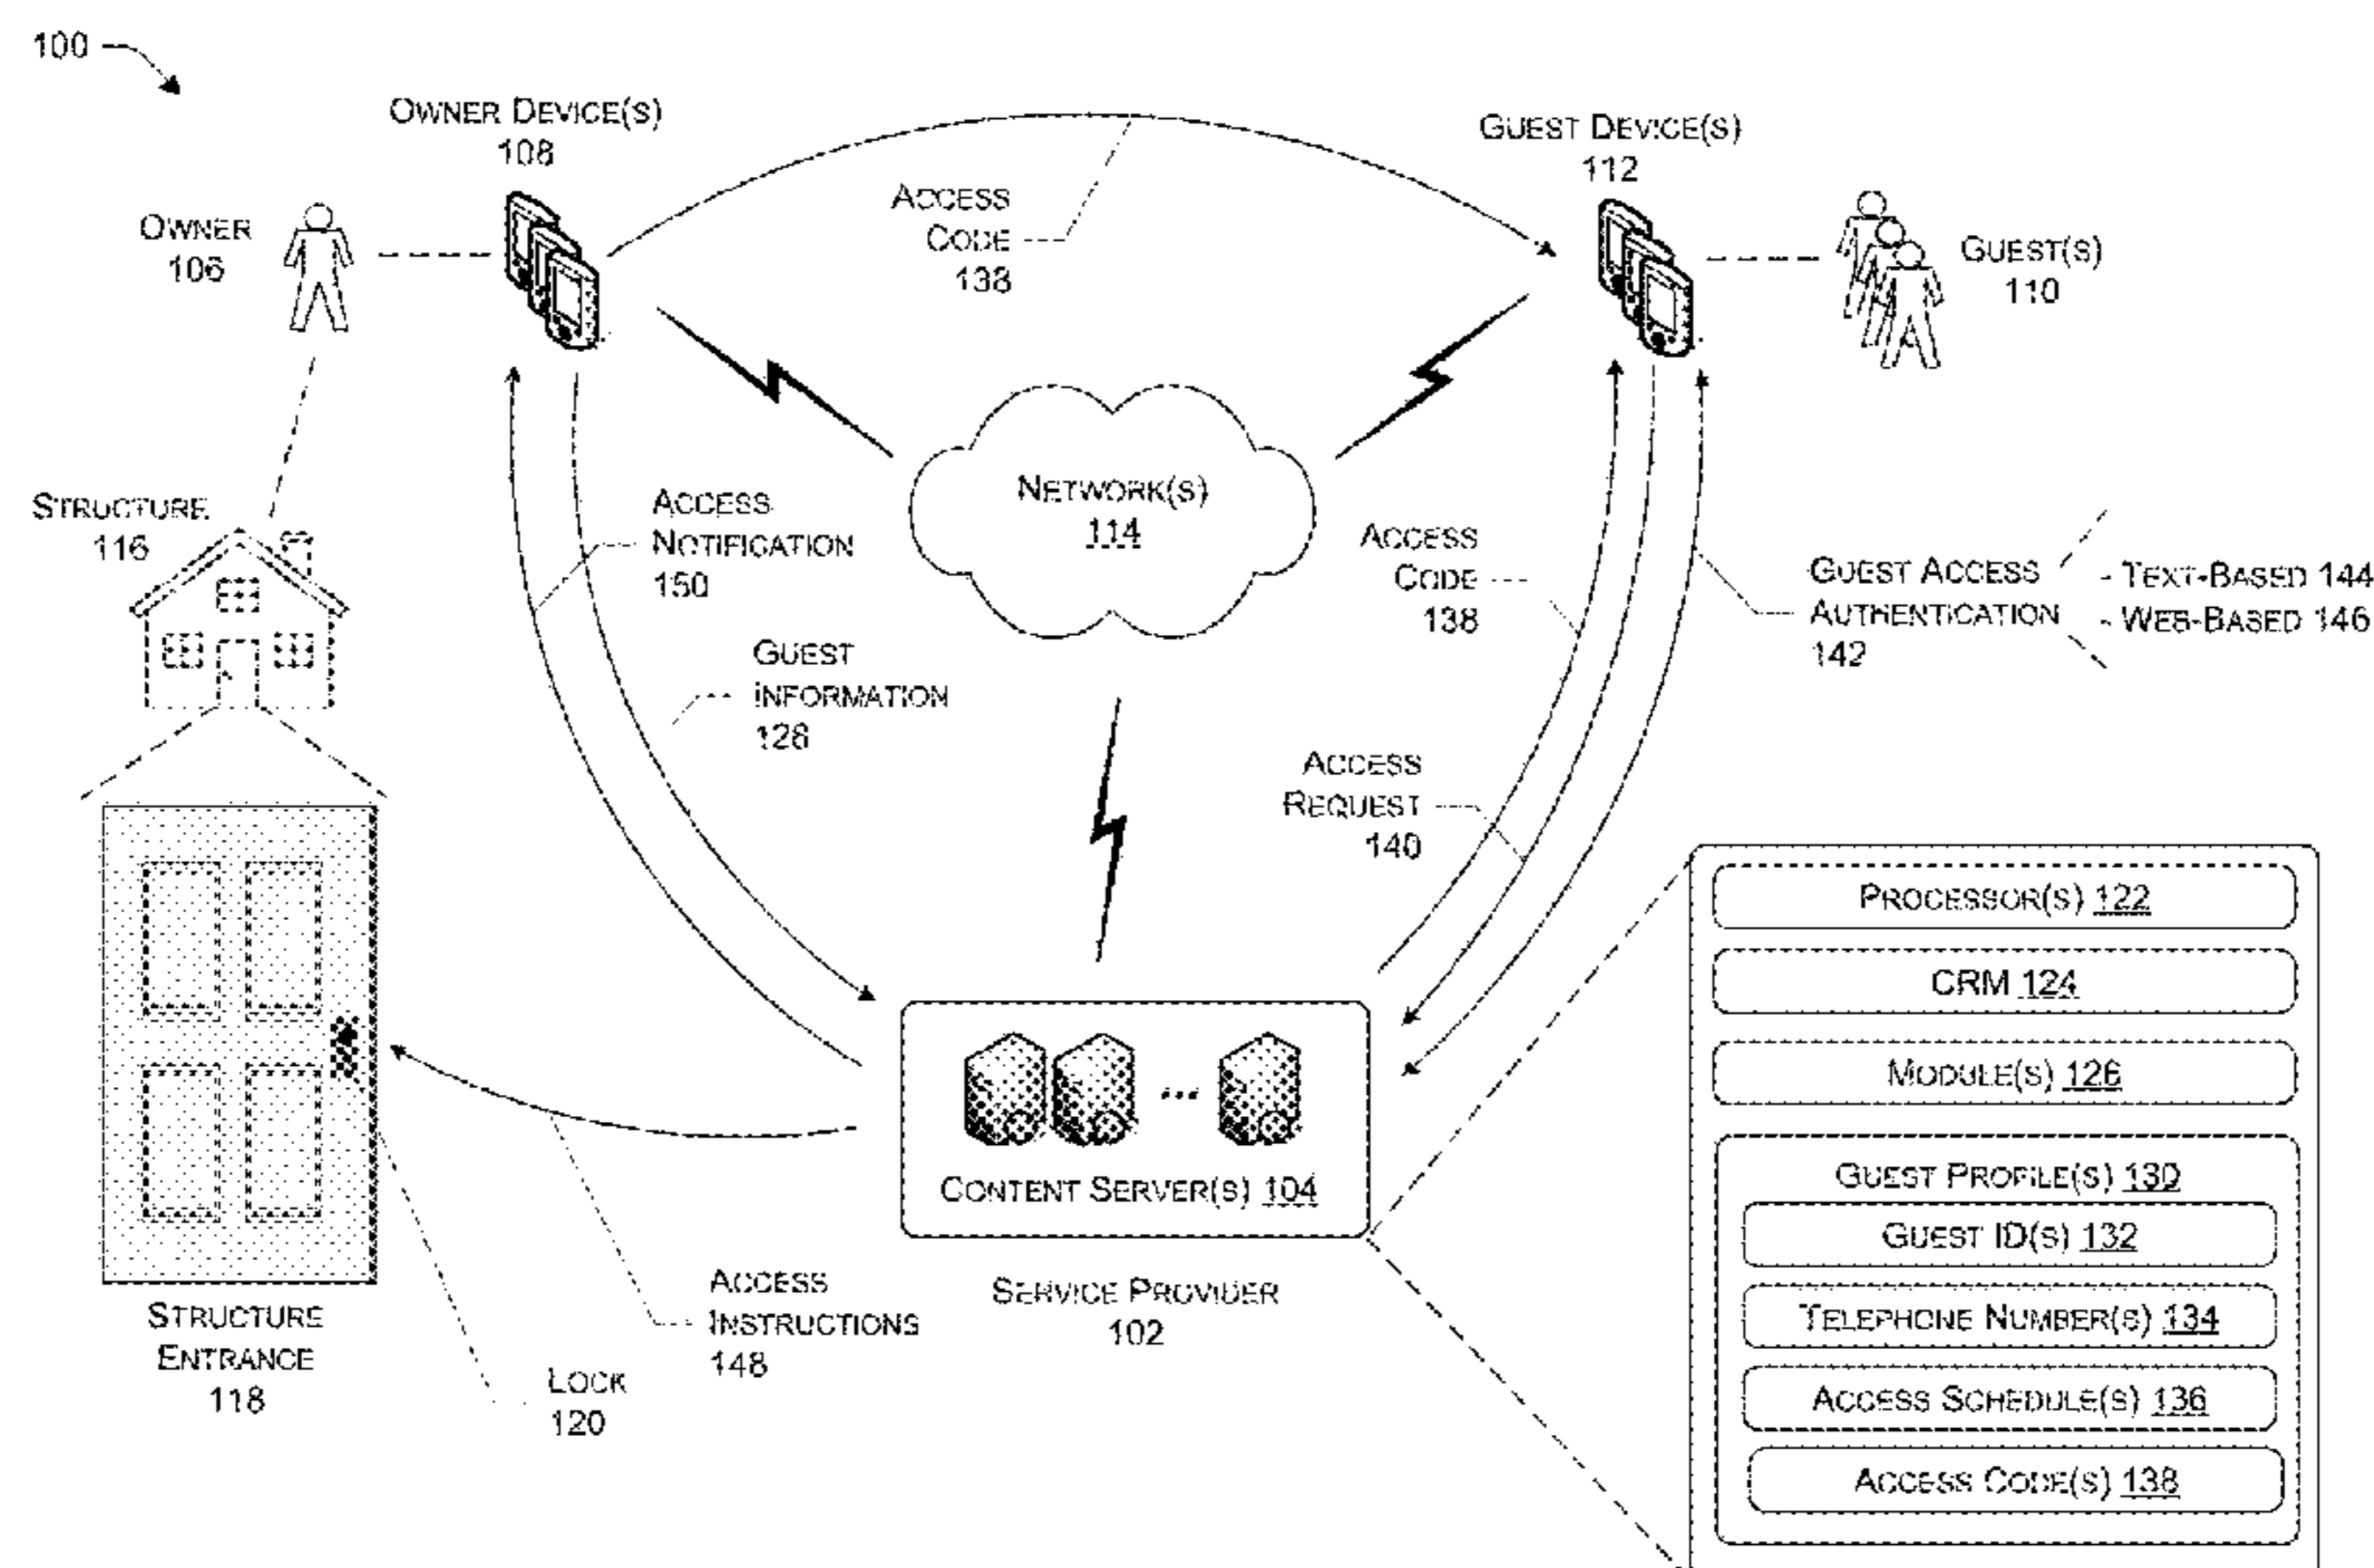 100
OWNER DEVICE(S)
108
GUEST DEVICE(S)
112
OWNER
106
ACCESS
CODE
138
GUEST(S)
110
STRUCTURE
116
ACCESS
NOTIFICATION
150
NETWORK(S)
114
ACCESS
CODE
138
GUEST ACCESS
AUTHENTICATION
142
- TEXT-BASED 144
- WEB-BASED 146
GUEST
INFORMATION
128
ACCESS
REQUEST
140
PROCESSOR(S) 122
CRM 124
MODULE(S) 126
GUEST PROFILE(S) 130
GUEST ID(S) 132
TELEPHONE NUMBER(S) 134
ACCESS SCHEDULE(S) 136
ACCESS CODE(S) 138
...
CONTENT SERVER(S) 104
SERVICE PROVIDER
102
STRUCTURE
ENTRANCE
118
ACCESS
INSTRUCTIONS
148
LOCK
120